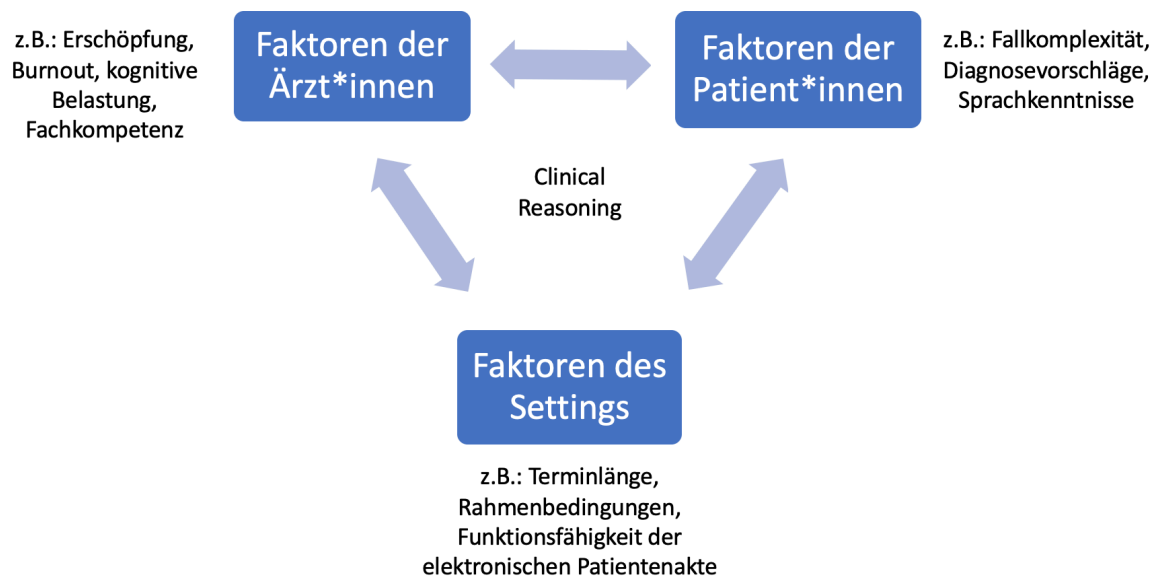 z.B.: Erschöpfung,
Burnout, kognitive
Belastung,
Fachkompetenz
Faktoren der
Ärzt*innen
Faktoren der
Patient*innen
z.B.: Fallkomplexität,
Diagnosevorschläge,
Sprachkenntnisse
Clinical
Reasoning
Faktoren des
Settings
z.B.: Terminlänge,
Rahmenbedingungen,
Funktionsfähigkeit der
elektronischen Patientenakte